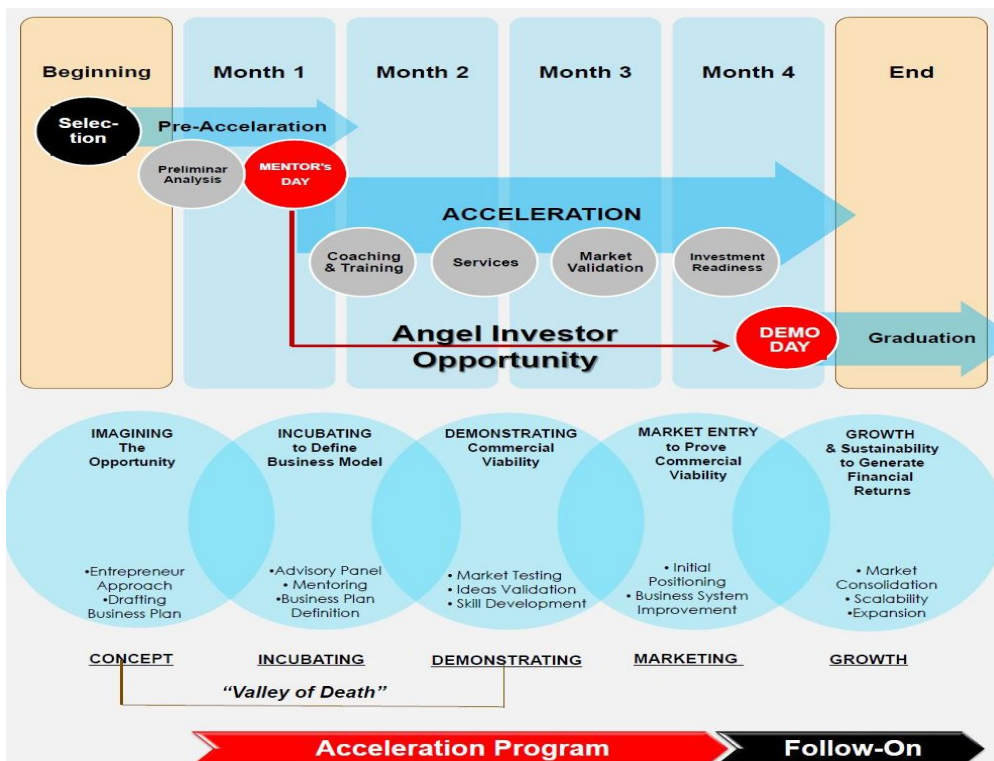 Beginning
Month 1
Month 2
Month 3
Month 4
End
Selec-
tion
Pre-Accelaration
Preliminar
Analysis
MENTOR's
DAY
ACCELERATION
Coaching
& Training
Services
Market
Validation
Investment
Readiness
Angel Investor
Opportunity
DEMO
DAY
Graduation
IMAGINING
The
Opportunity
•Entrepreneur
Approach
•Drafting
Business Plan
INCUBATING
to Define
Business Model
•Advisory Panel
• Mentoring
•Business Plan
Definition
DEMONSTRATING
Commercial
Viability
• Market Testing
• Ideas Validation
• Skill Development
MARKET ENTRY
to Prove
Commercial
Viability
• Initial
Positioning
• Business System
Improvement
GROWTH
& Sustainability
to Generate
Financial
Returns
• Market
Consolidation
• Scalability
•Expansion
CONCEPT
INCUBATING
DEMONSTRATING
MARKETING
GROWTH
“Valley of Death”
Acceleration Program
Follow-On